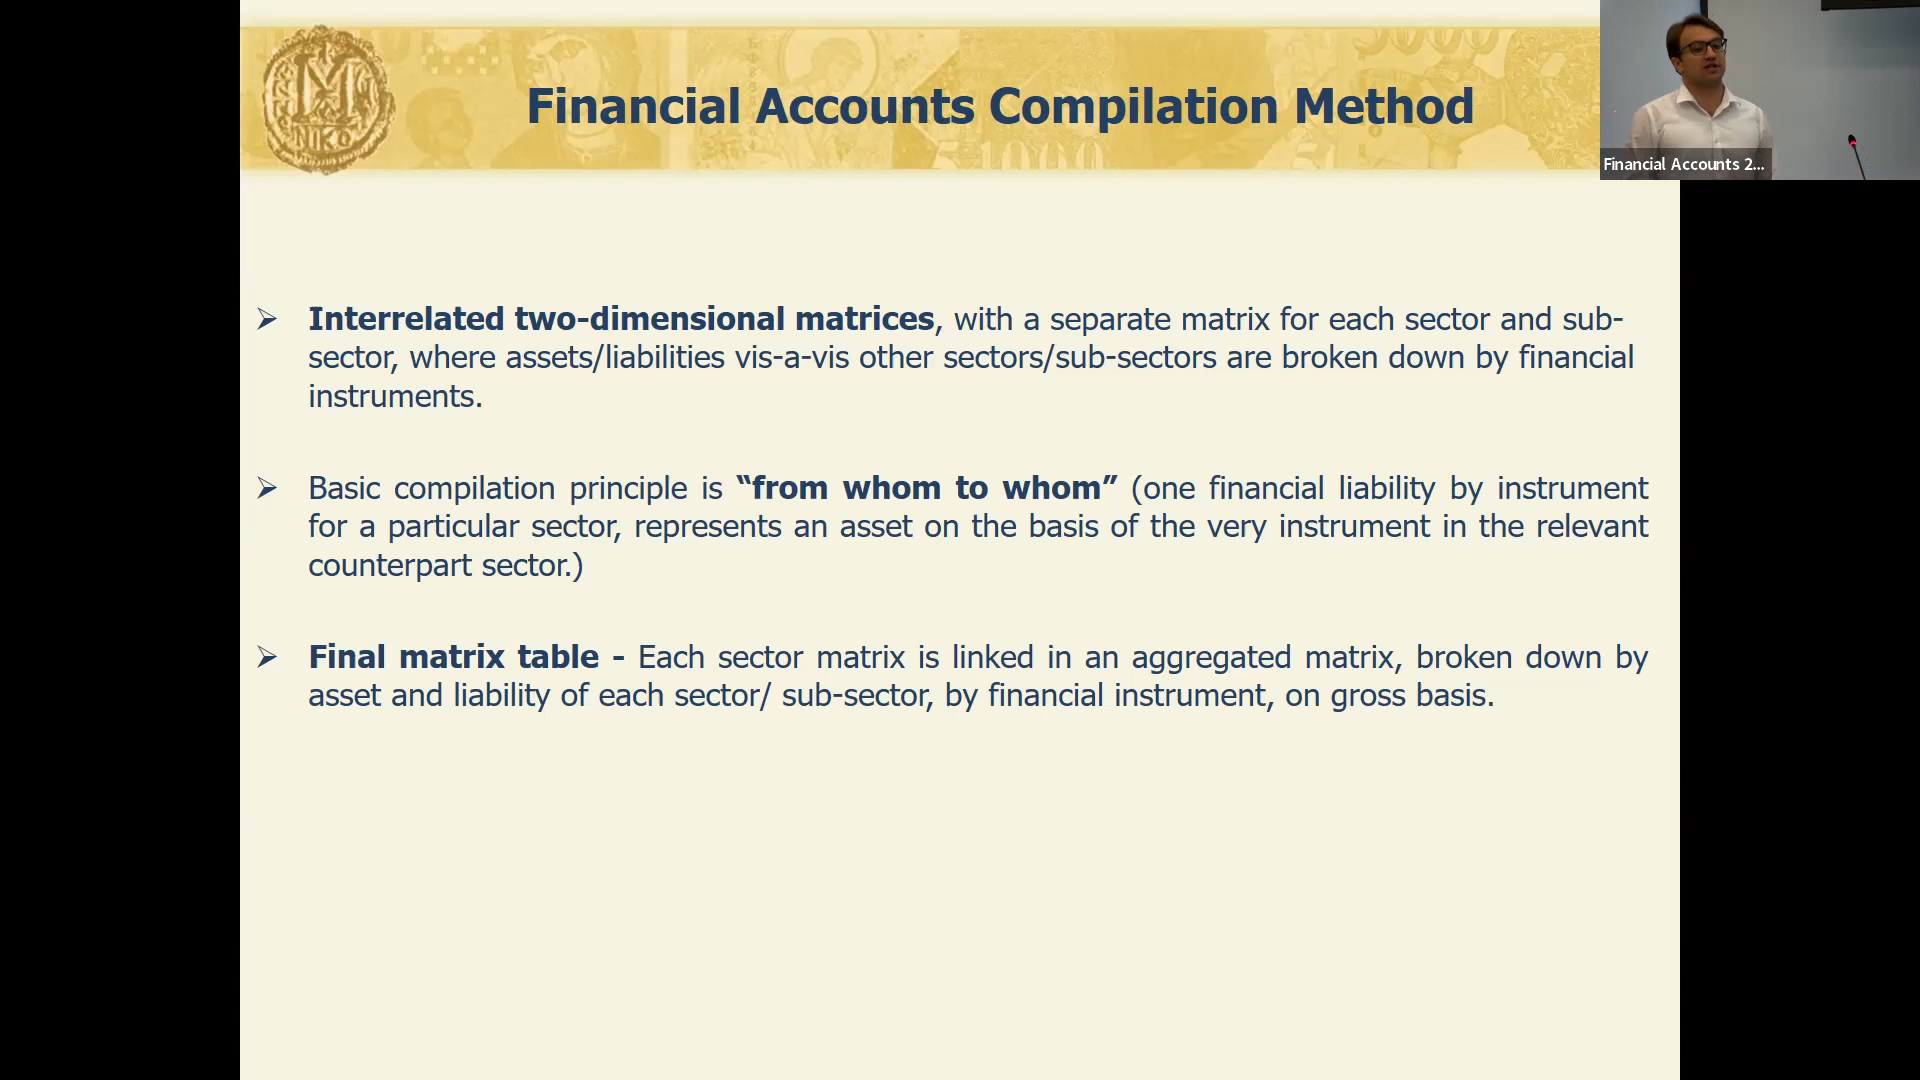 Financial Accounts Compilation Method
Financial Accounts 2...
➢ Interrelated two-dimensional matrices, with a separate matrix for each sector and sub-
sector, where assets/liabilities vis-a-vis other sectors/sub-sectors are broken down by financial
instruments.
➢ Basic compilation principle is “from whom to whom” (one financial liability by instrument
for a particular sector, represents an asset on the basis of the very instrument in the relevant
counterpart sector.)
➢ Final matrix table - Each sector matrix is linked in an aggregated matrix, broken down by
asset and liability of each sector/ sub-sector, by financial instrument, on gross basis.